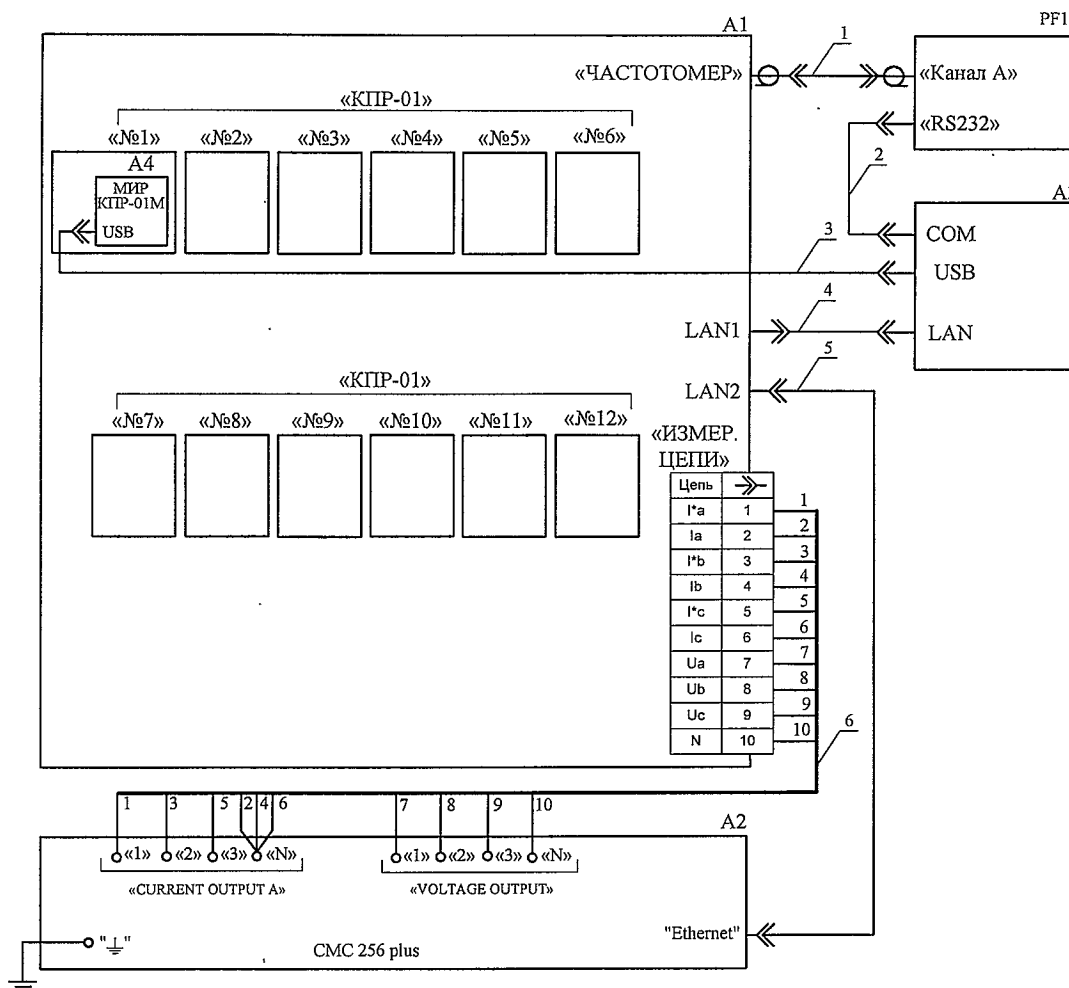 A1
PF1
1
«ЧАСТОТОМЕР»
«Канал А»
«КПР-01»
«RS232»
«№1» «№2» «№3» «№4» «№5» «№6»
2
A4
МИР
КПР-01М
USB
COM
3
USB
4
LAN1
LAN
5
«КПР-01»
LAN2
«№7» «№8» «№9» «№10» «№11» «№12»
«ИЗМЕР.
ЦЕПИ»
Цепь
I*a 1 1
Ia 2 2
I*b 3 3
Ib 4 4
I*c 5 5
Ic 6 6
Ua 7 7
Ub 8 8
Uc 9 9
N 10 10
6
1 3 5 2 4 6 7 8 9 10
A2
«1» «2» «3» «N» «1» «2» «3» «N»
«CURRENT OUTPUT A» «VOLTAGE OUTPUT»
"⏚"
CMC 256 plus
"Ethernet"